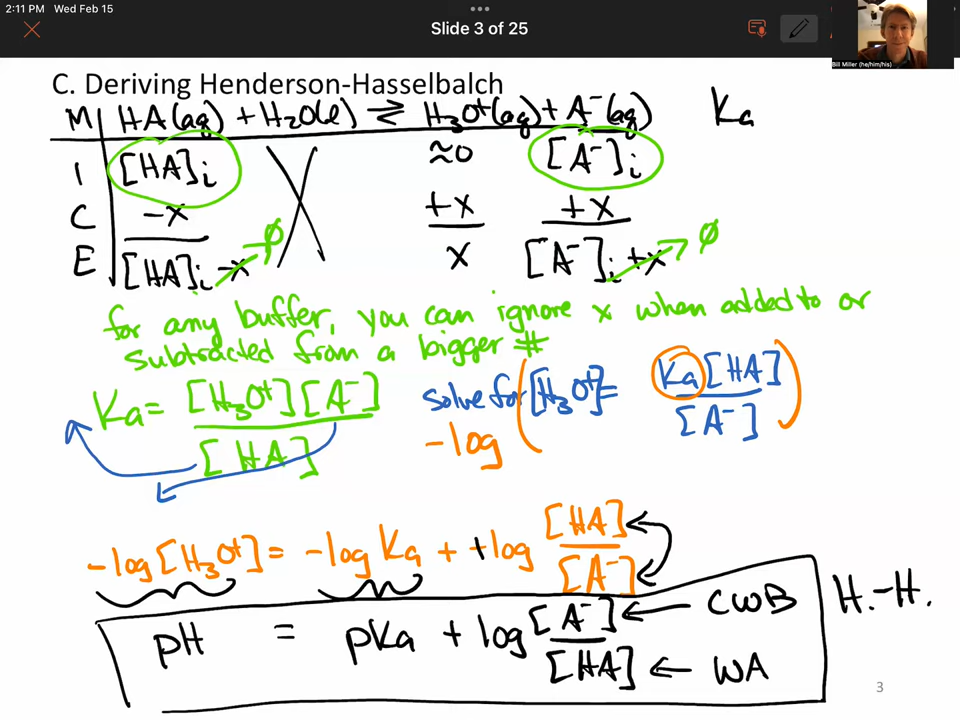 2:11 PM Wed Feb 15
Slide 3 of 25
Bill Miller (he/him/his)
C. Deriving Henderson-Hasselbalch
M HA(aq) + H₂O(l) ⇌ H₃O⁺(aq) + A⁻(aq) Ka
I [HA]i ≈0 [A⁻]i
C -x +x +x
E [HA]i -x → ∅ x [A⁻]i +x → ∅
for any buffer, you can ignore x when added to or
subtracted from a bigger #
Ka = [H₃O⁺][A⁻] / [HA] solve for [H₃O⁺] = Ka[HA] / [A⁻]
-log
-log[H₃O⁺] = -log Ka + +log [HA] / [A⁻]
pH = pKa + log [A⁻] ← CWB / [HA] ← WA H.-H.
3